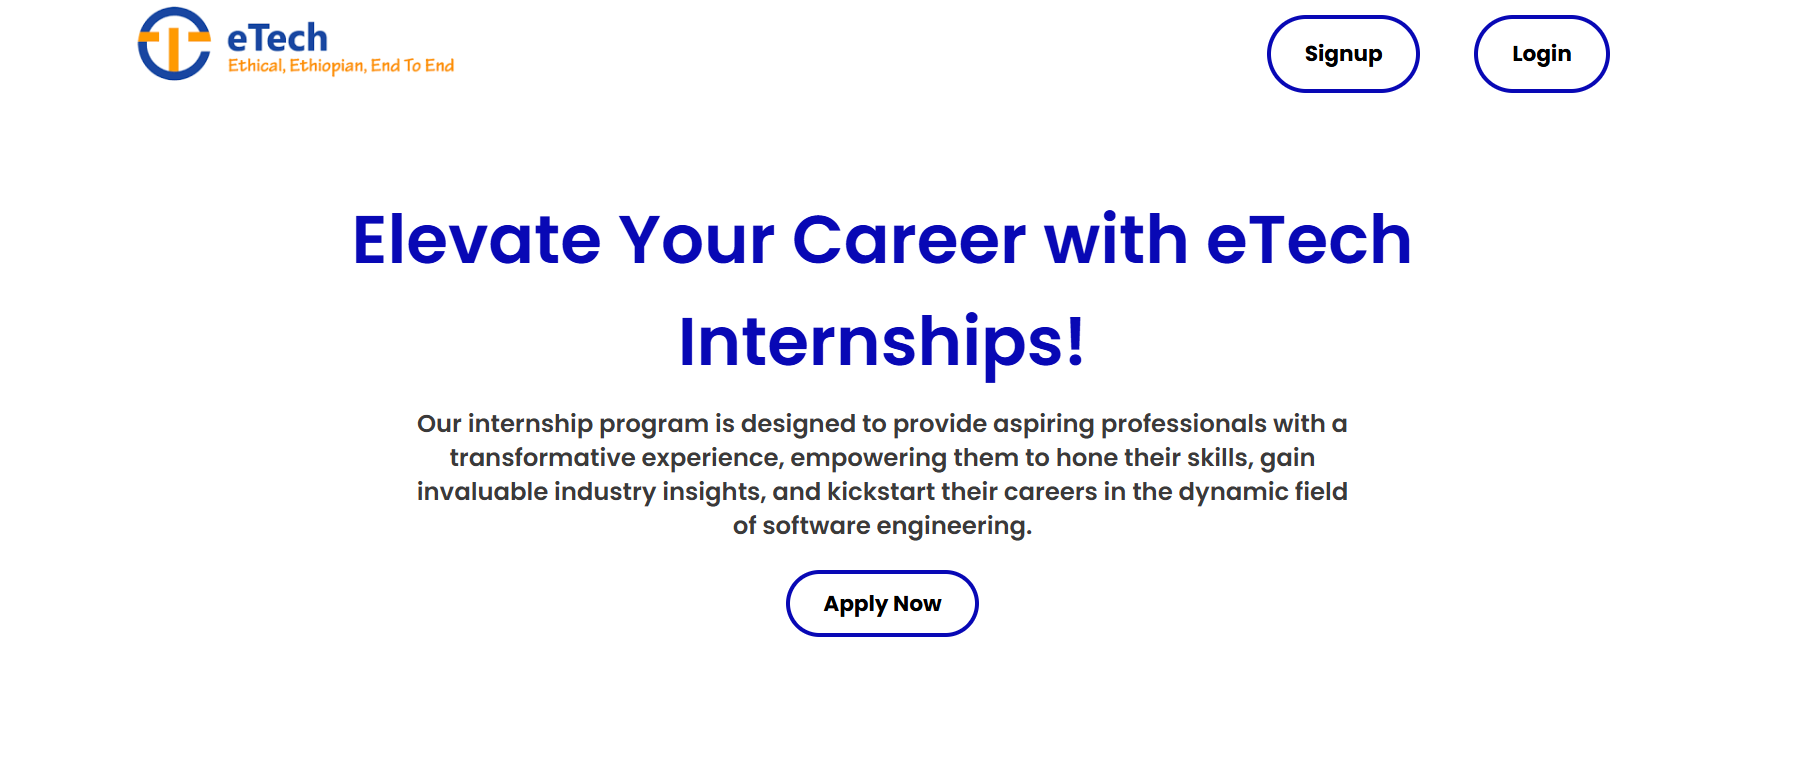 eTech
Ethical, Ethiopian, End To End
Signup
Login
Elevate Your Career with eTech
Internships!
Our internship program is designed to provide aspiring professionals with a
transformative experience, empowering them to hone their skills, gain
invaluable industry insights, and kickstart their careers in the dynamic field
of software engineering.
Apply Now